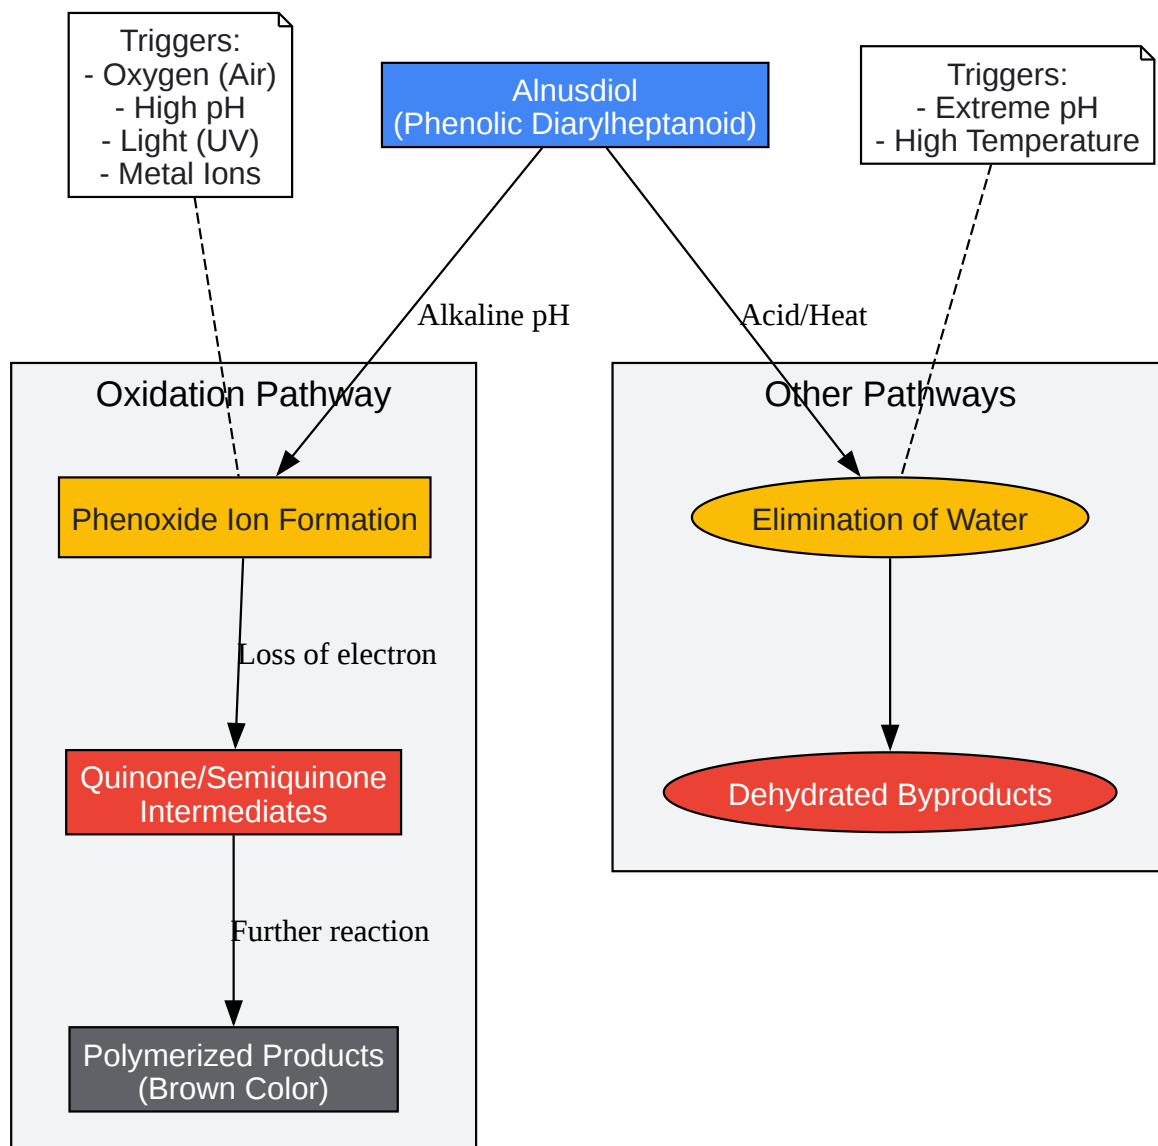 Triggers:
- Oxygen (Air)
- High pH
- Light (UV)
- Metal Ions
Alnusdiol
(Phenolic Diarylheptanoid)
Triggers:
- Extreme pH
- High Temperature
Alkaline pH
Acid/Heat
Oxidation Pathway
Phenoxide Ion Formation
Loss of electron
Quinone/Semiquinone
Intermediates
Further reaction
Polymerized Products
(Brown Color)
Other Pathways
Elimination of Water
Dehydrated Byproducts